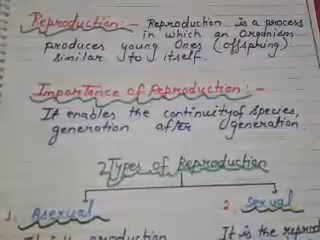 Reproduction:- Reproduction is a process
in which an Organism
produces young Ones (offspring)
similar to itself.
Importance of Reproduction:-
It enables the continuity of Species,
generation after generation
2 Types of Reproduction
1. Asexual 2. Sexual
It is the